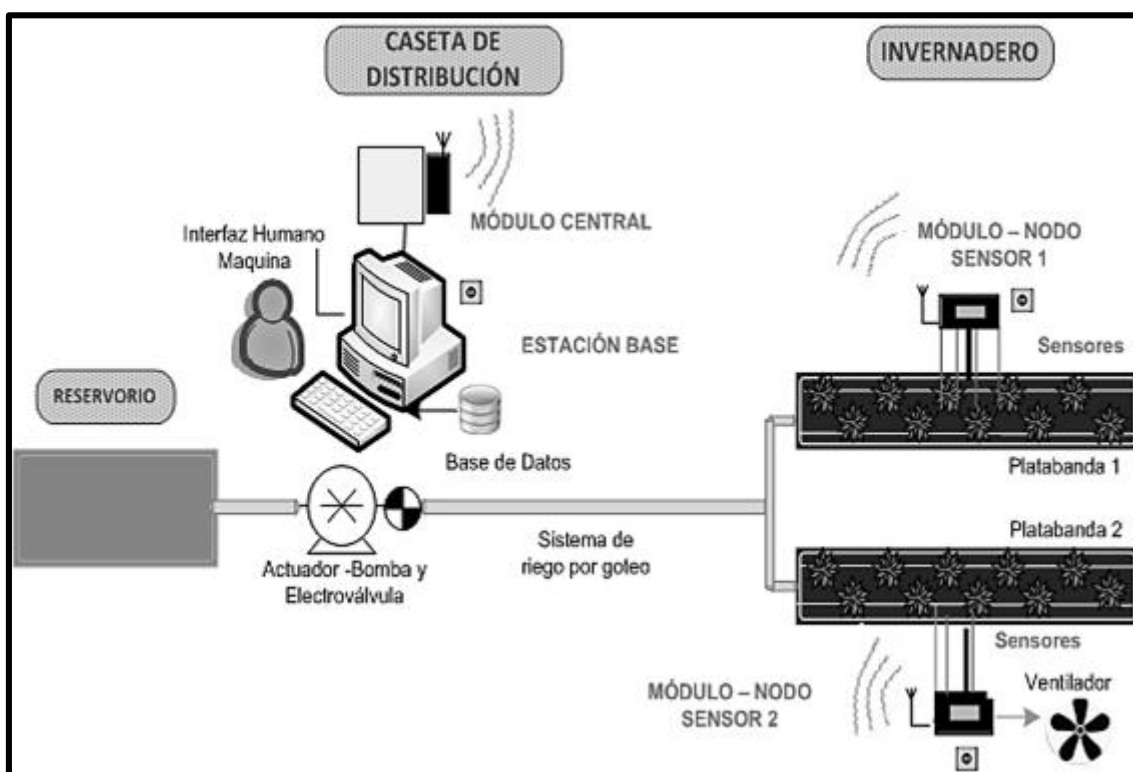 CASETA DE
DISTRIBUCIÓN
INVERNADERO
MÓDULO CENTRAL
Interfaz Humano
Maquina
MÓDULO – NODO
SENSOR 1
ESTACIÓN BASE
Sensores
RESERVORIO
Base de Datos
Platabanda 1
Sistema de
riego por goteo
Platabanda 2
Actuador -Bomba y
Electroválvula
Sensores
MÓDULO – NODO
SENSOR 2
Ventilador